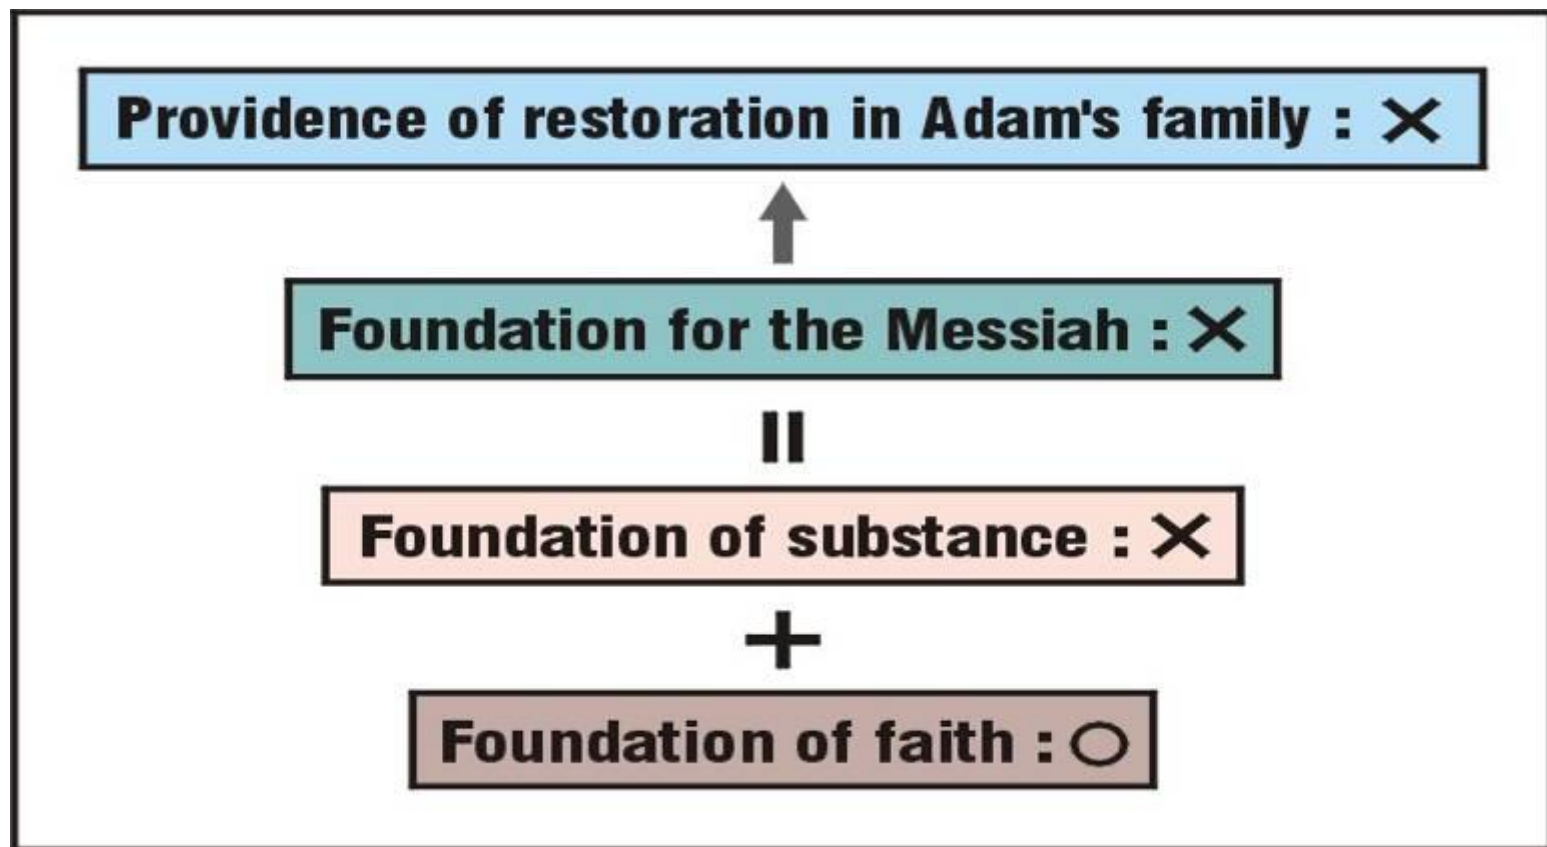 Providence of restoration in Adam's family : ✕
Foundation for the Messiah : ✕
=
Foundation of substance : ✕
+
Foundation of faith : ○